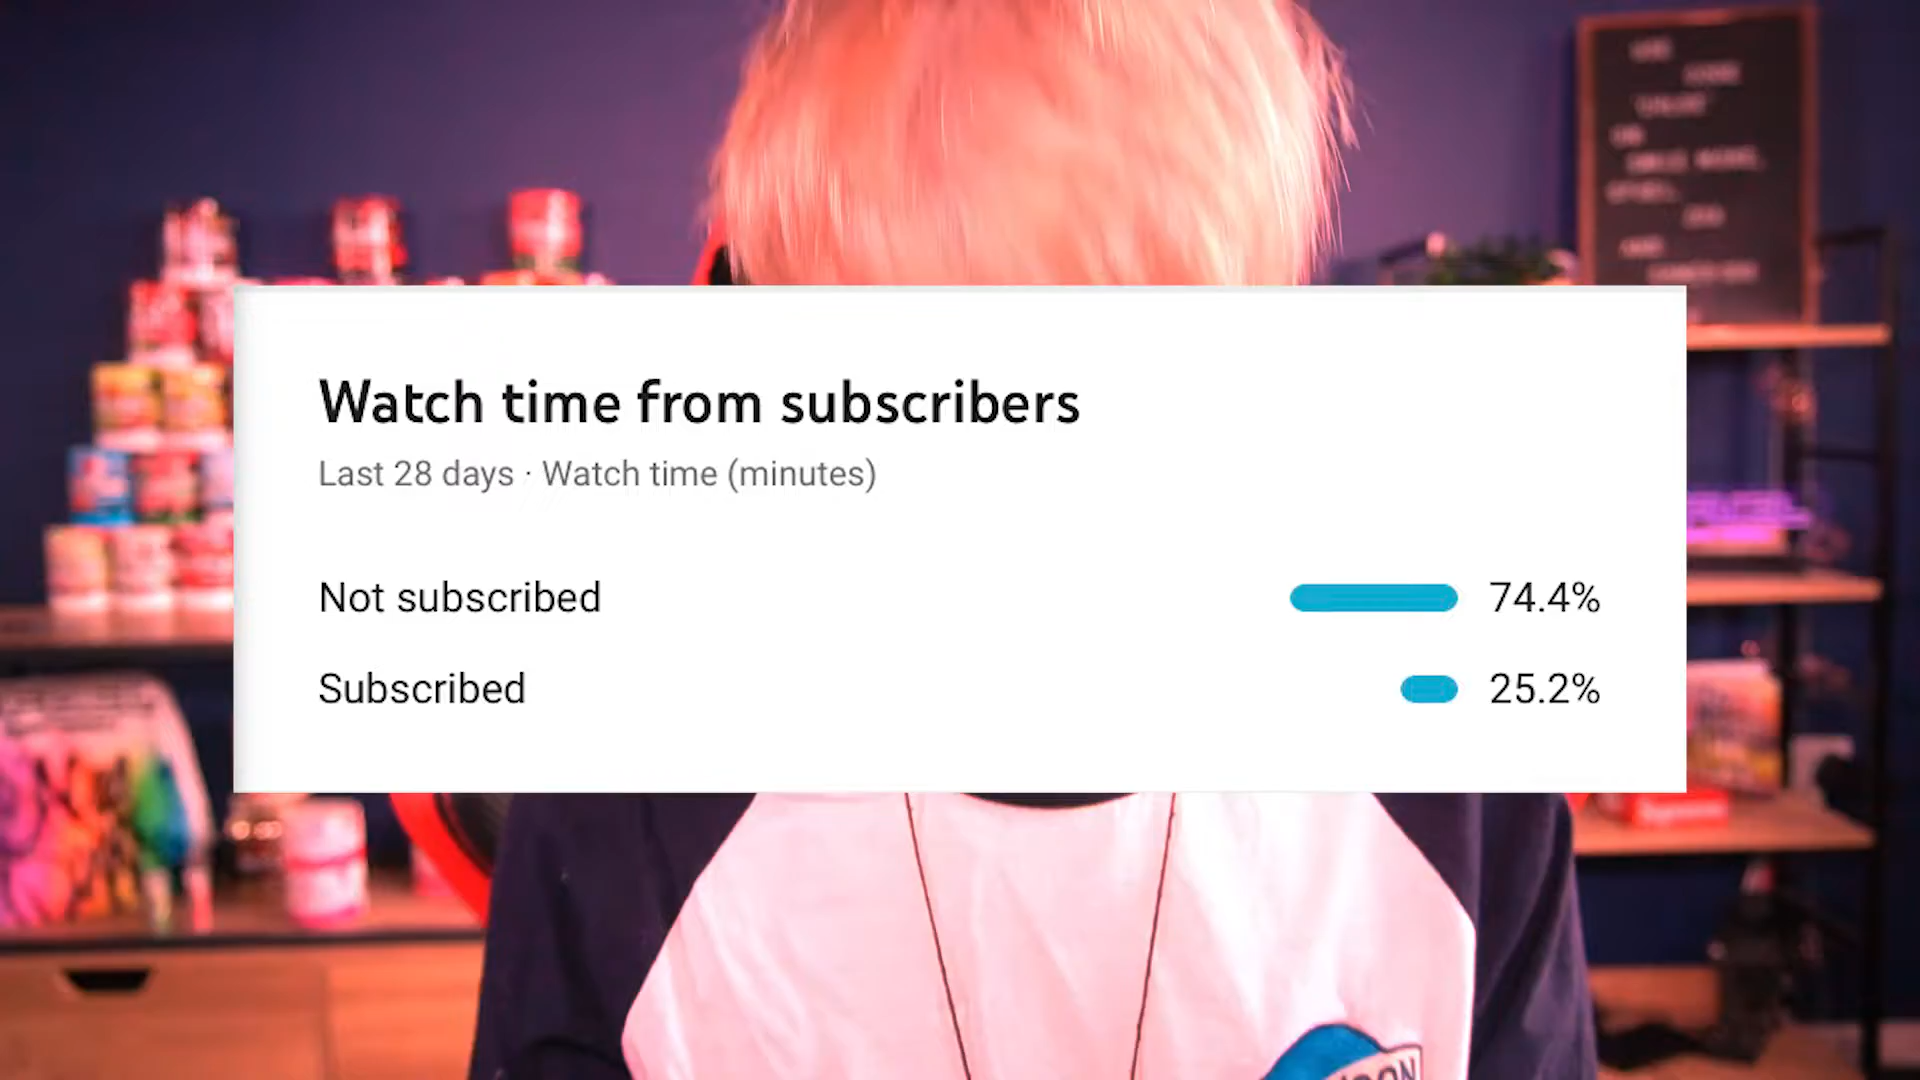 Watch time from subscribers
Last 28 days · Watch time (minutes)
Not subscribed 74.4%
Subscribed 25.2%